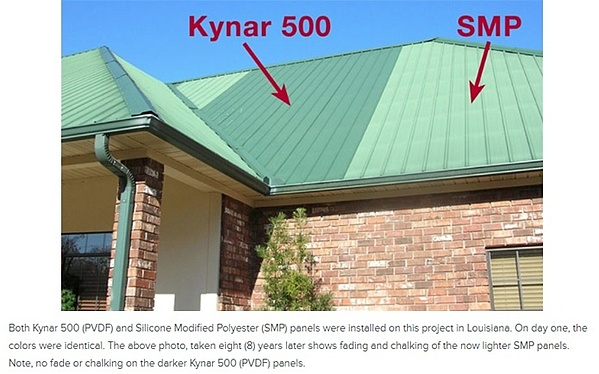 Kynar 500 SMP
Both Kynar 500 (PVDF) and Silicone Modified Polyester (SMP) panels were installed on this project in Louisiana. On day one, the
colors were identical. The above photo, taken eight (8) years later shows fading and chalking of the now lighter SMP panels.
Note, no fade or chalking on the darker Kynar 500 (PVDF) panels.